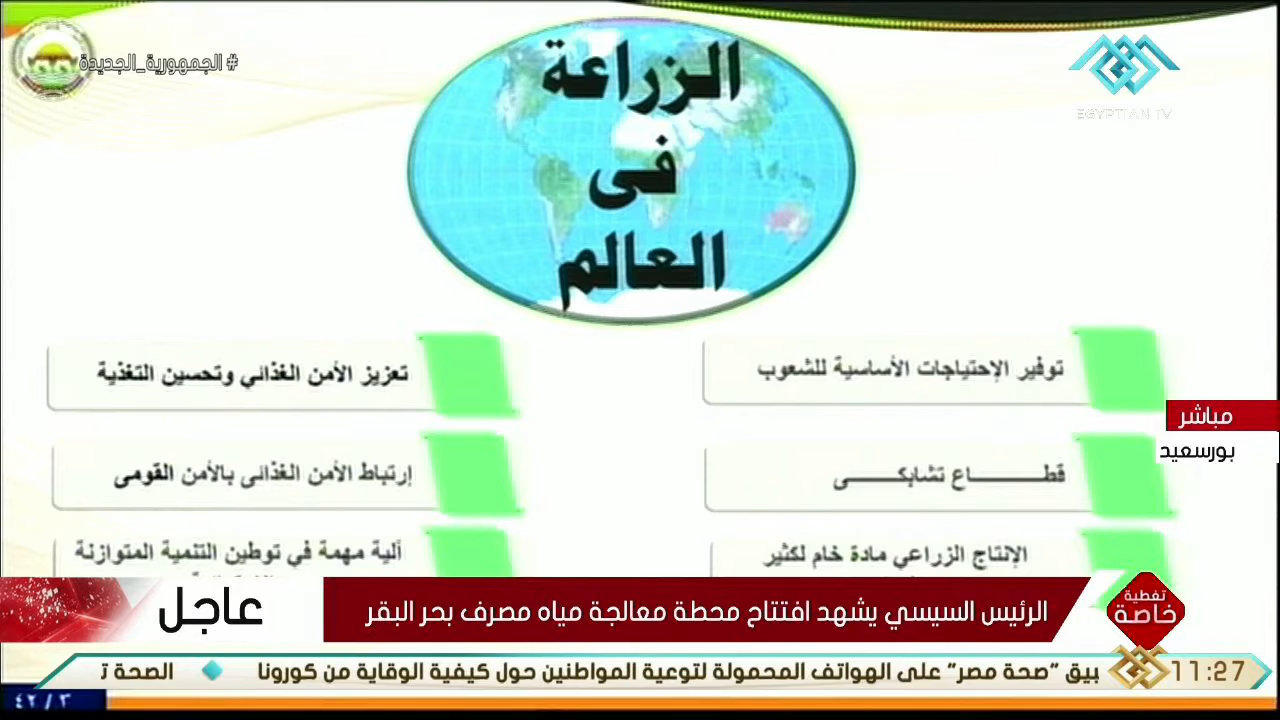 #الجمهورية_الجديدة
EGYPTIAN TV
الزراعة
فى
العالم
توفير الإحتياجات الأساسية للشعوب
تعزيز الأمن الغذائي وتحسين التغذية
مباشر
بورسعيد
قطـــــــــاع تشابكـــــــى
إرتباط الأمن الغذائى بالأمن القومى
الإنتاج الزراعي مادة خام لكثير
ألية مهمة في توطين التنمية المتوازنة
تغطية
خاصة
الرئيس السيسي يشهد افتتاح محطة معالجة مياه مصرف بحر البقر
عاجل
11:27
بيق “صحة مصر” على الهواتف المحمولة لتوعية المواطنين حول كيفية الوقاية من كورونا
الصحة ت
٤٢ / ٣